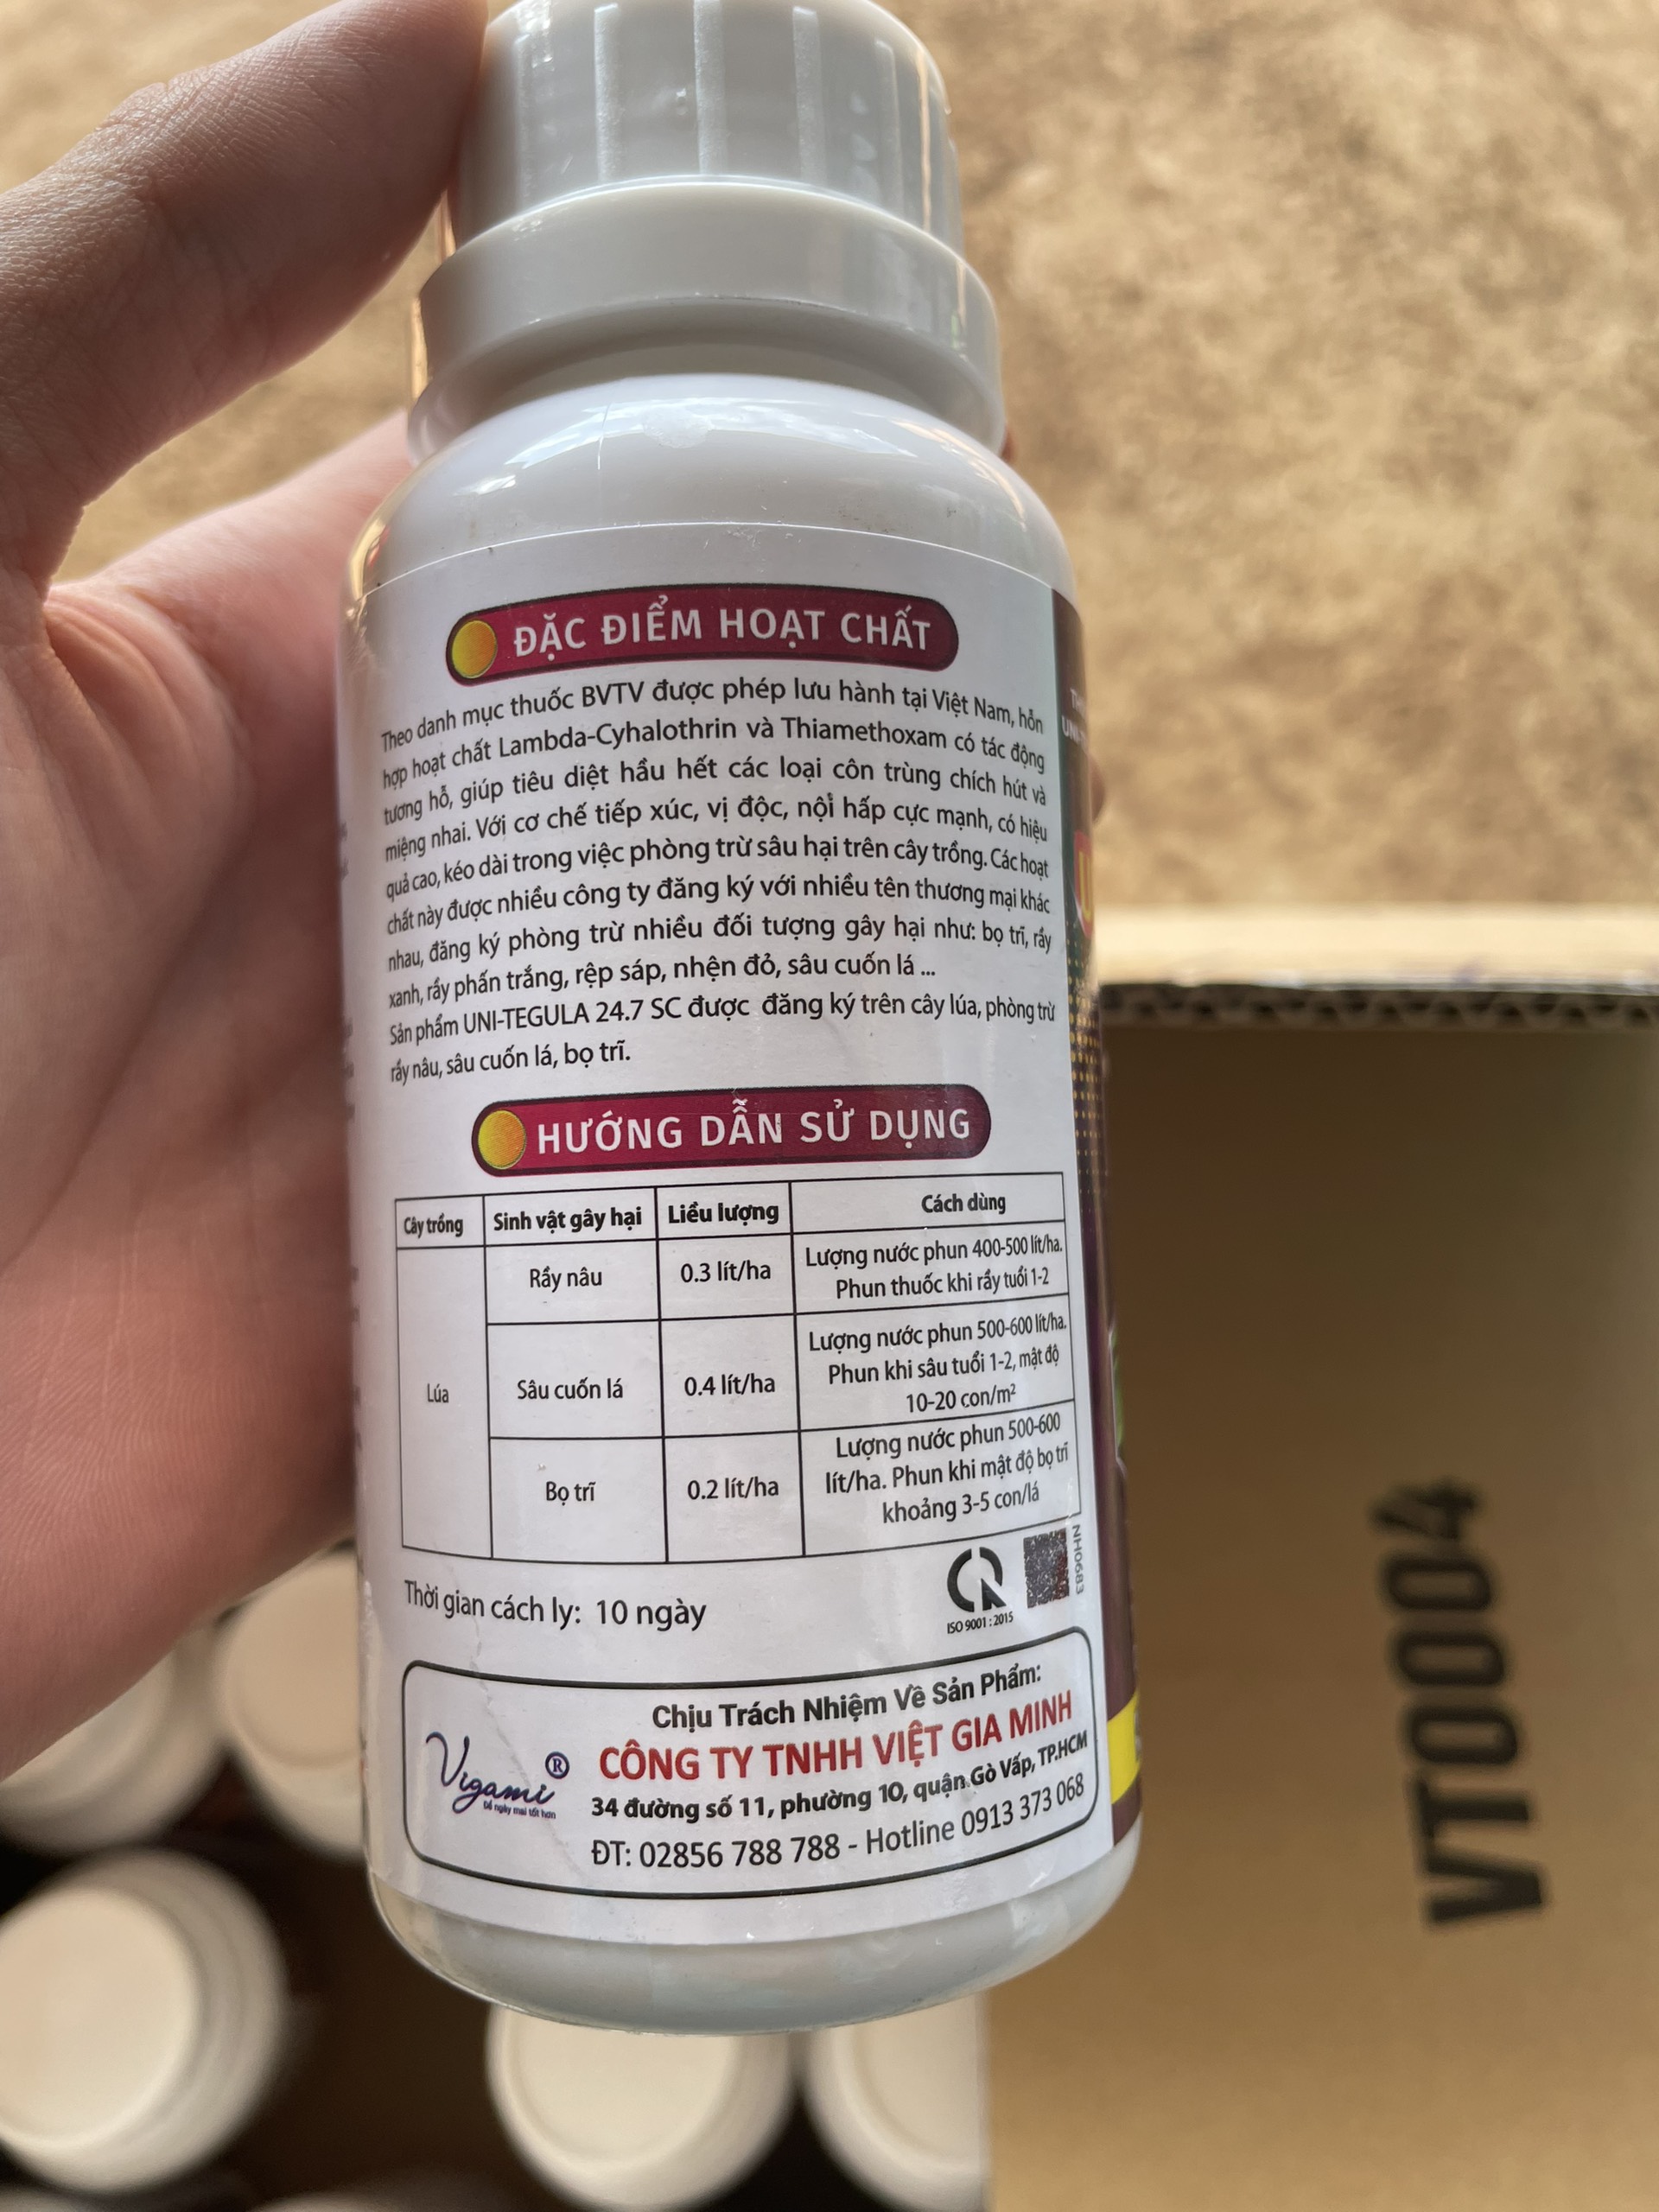 ĐẶC ĐIỂM HOẠT CHẤT
Theo danh mục thuốc BVTV được phép lưu hành tại Việt Nam, hỗn
hợp hoạt chất Lambda-Cyhalothrin và Thiamethoxam có tác động
tương hỗ, giúp tiêu diệt hầu hết các loại côn trùng chích hút và
miệng nhai. Với cơ chế tiếp xúc, vị độc, nội hấp cực mạnh, có hiệu
quả cao, kéo dài trong việc phòng trừ sâu hại trên cây trồng. Các hoạt
chất này được nhiều công ty đăng ký với nhiều tên thương mại khác
nhau, đăng ký phòng trừ nhiều đối tượng gây hại như: bọ trĩ, rầy
xanh, rầy phấn trắng, rệp sáp, nhện đỏ, sâu cuốn lá ...
Sản phẩm UNI-TEGULA 24.7 SC được đăng ký trên cây lúa, phòng trừ
rầy nâu, sâu cuốn lá, bọ trĩ.
HƯỚNG DẪN SỬ DỤNG
Cây trồng Sinh vật gây hại Liều lượng Cách dùng
Lúa
Rầy nâu 0.3 lít/ha Lượng nước phun 400-500 lít/ha.
Phun thuốc khi rầy tuổi 1-2
Sâu cuốn lá 0.4 lít/ha Lượng nước phun 500-600 lít/ha.
Phun khi sâu tuổi 1-2, mật độ
10-20 con/m²
Bọ trĩ 0.2 lít/ha Lượng nước phun 500-600
lít/ha. Phun khi mật độ bọ trĩ
khoảng 3-5 con/lá
Thời gian cách ly: 10 ngày
ISO 9001 : 2015
NH0683
Chịu Trách Nhiệm Về Sản Phẩm:
CÔNG TY TNHH VIỆT GIA MINH
34 đường số 11, phường 10, quận Gò Vấp, TP.HCM
ĐT: 02856 788 788 - Hotline 0913 373 068
Vigami ®
Để ngày mai tốt hơn
VT0004